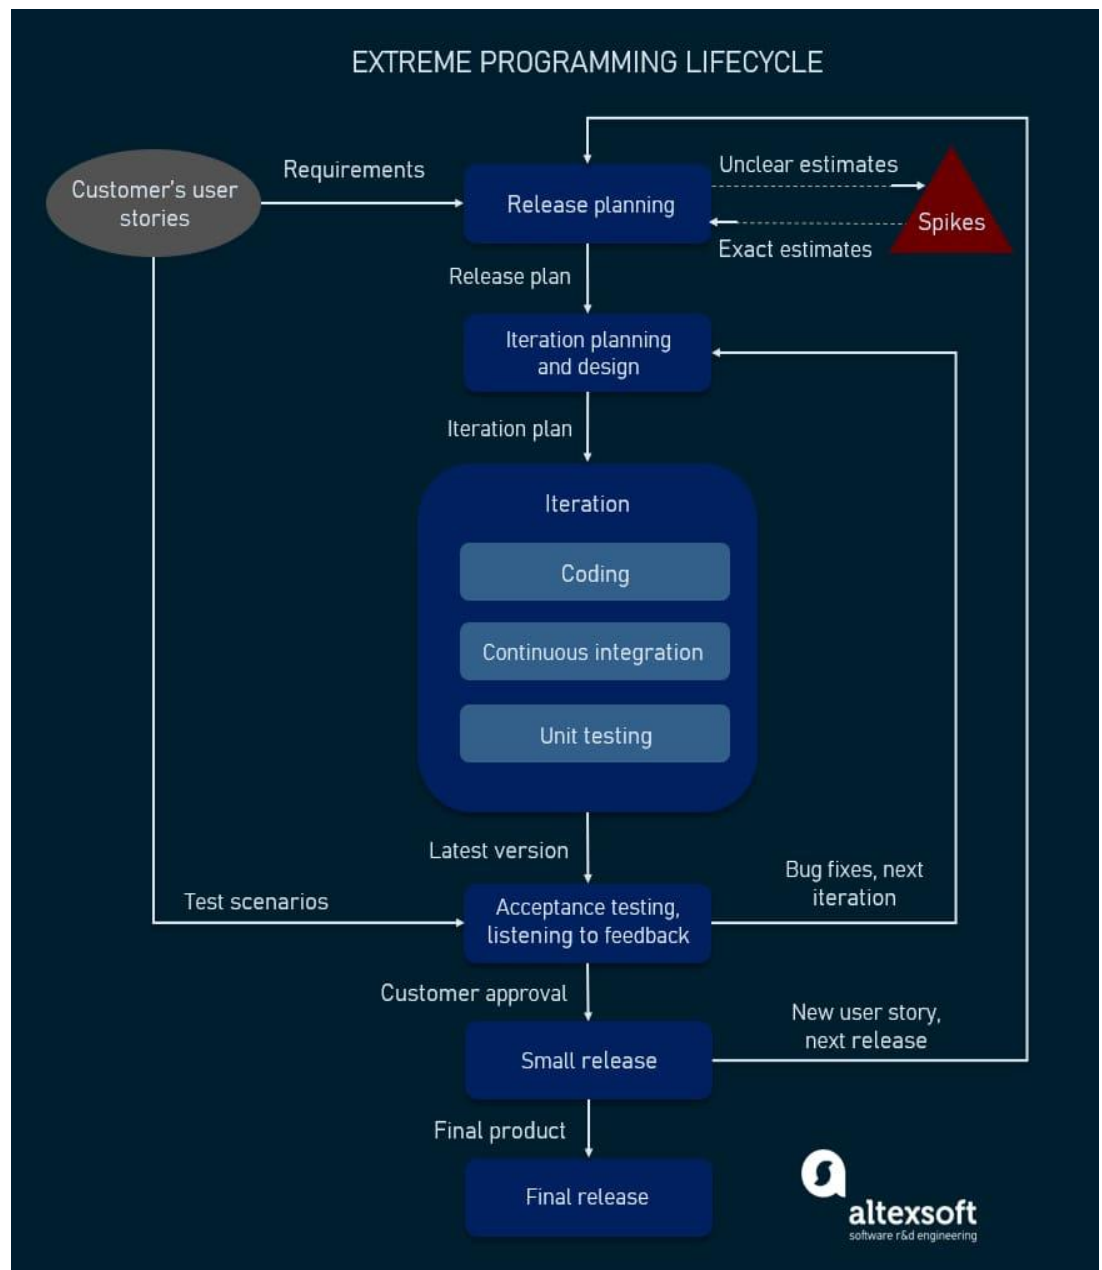 EXTREME PROGRAMMING LIFECYCLE
Customer's user
stories
Requirements
Release planning
Unclear estimates
Spikes
Exact estimates
Release plan
Iteration planning
and design
Iteration plan
Iteration
Coding
Continuous integration
Unit testing
Latest version
Bug fixes, next
iteration
Test scenarios
Acceptance testing,
listening to feedback
Customer approval
New user story,
next release
Small release
Final product
Final release
altexsoft
software r&d engineering